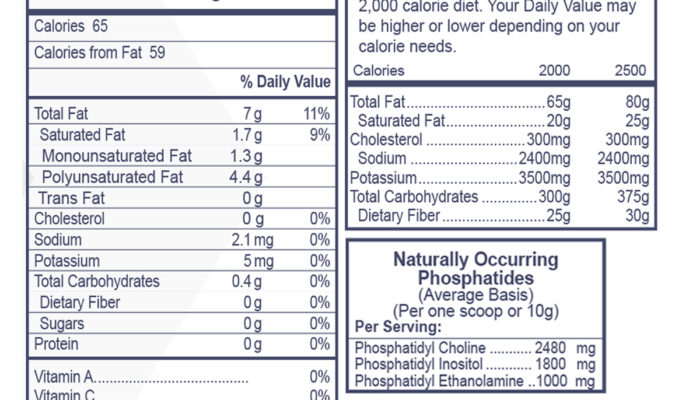 Calories 65
Calories from Fat 59
% Daily Value
Total Fat 7 g 11%
Saturated Fat 1.7 g 9%
Monounsaturated Fat 1.3 g
Polyunsaturated Fat 4.4 g
Trans Fat 0 g
Cholesterol 0 g 0%
Sodium 2.1 mg 0%
Potassium 5 mg 0%
Total Carbohydrates 0.4 g 0%
Dietary Fiber 0 g 0%
Sugars 0 g 0%
Protein 0 g 0%
Vitamin A...................................... 0%
Vitamin C 0%
2,000 calorie diet. Your Daily Value may
be higher or lower depending on your
calorie needs.
Calories 2000 2500
Total Fat...........................65g 80g
Saturated Fat...................20g 25g
Cholesterol ....................300mg 300mg
Sodium .......................2400mg 2400mg
Potassium....................3500mg 3500mg
Total Carbohydrates ......300g 375g
Dietary Fiber....................25g 30g
Naturally Occurring
Phosphatides
(Average Basis)
(Per one scoop or 10g)
Per Serving:
Phosphatidyl Choline ........... 2480 mg
Phosphatidyl Inositol ............ 1800 mg
Phosphatidyl Ethanolamine ..1000 mg